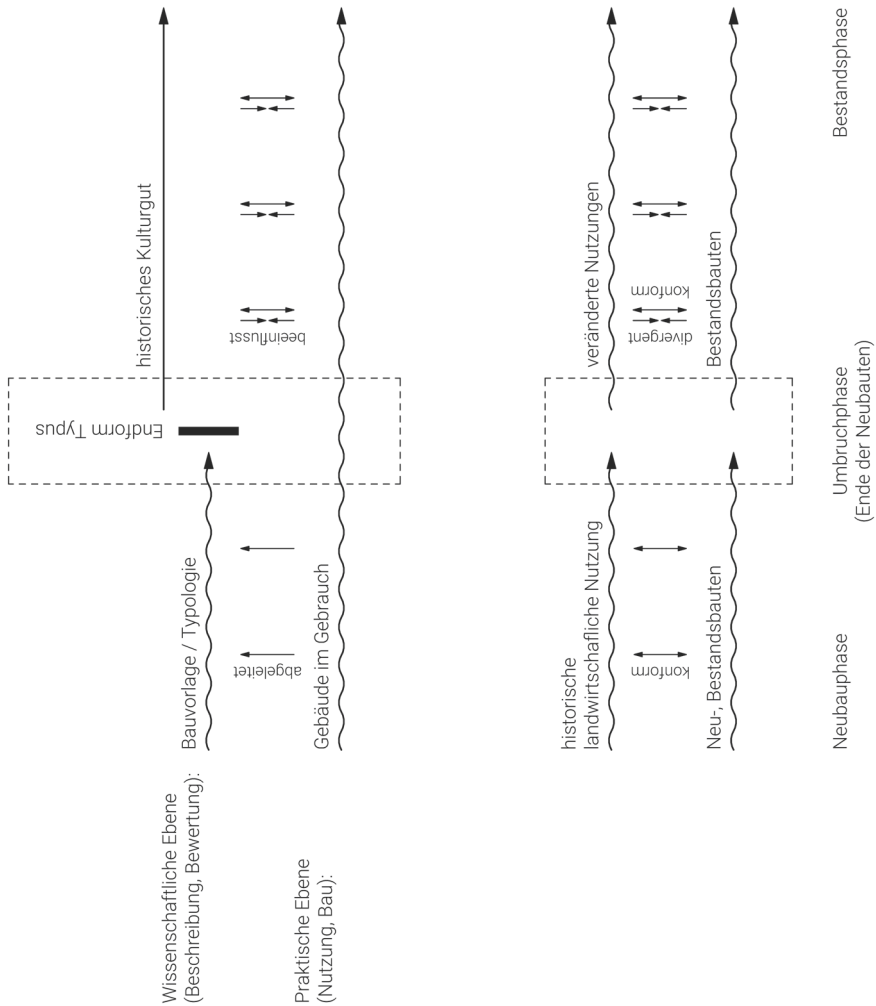 Wissenschaftliche Ebene
(Beschreibung, Bewertung):
Bauvorlage / Typologie
Endform Typus
historisches Kulturgut
abgeleitet
beeinflusst
Praktische Ebene
(Nutzung, Bau):
Gebäude im Gebrauch
historische
landwirtschafliche Nutzung
veränderte Nutzungen
konform
divergent
konform
Neu-, Bestandsbauten
Bestandsbauten
Neubauphase
Umbruchphase
(Ende der Neubauten)
Bestandsphase